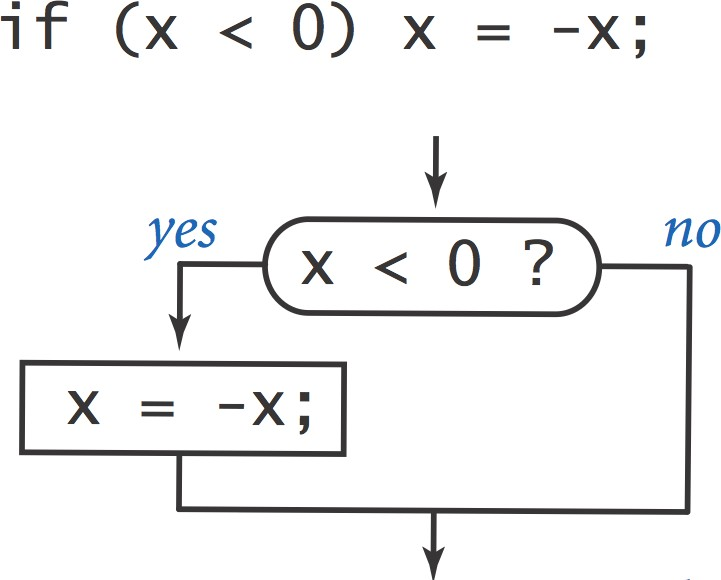 if (x < 0) x = -x;
yes
no
x < 0 ?
x = -x;